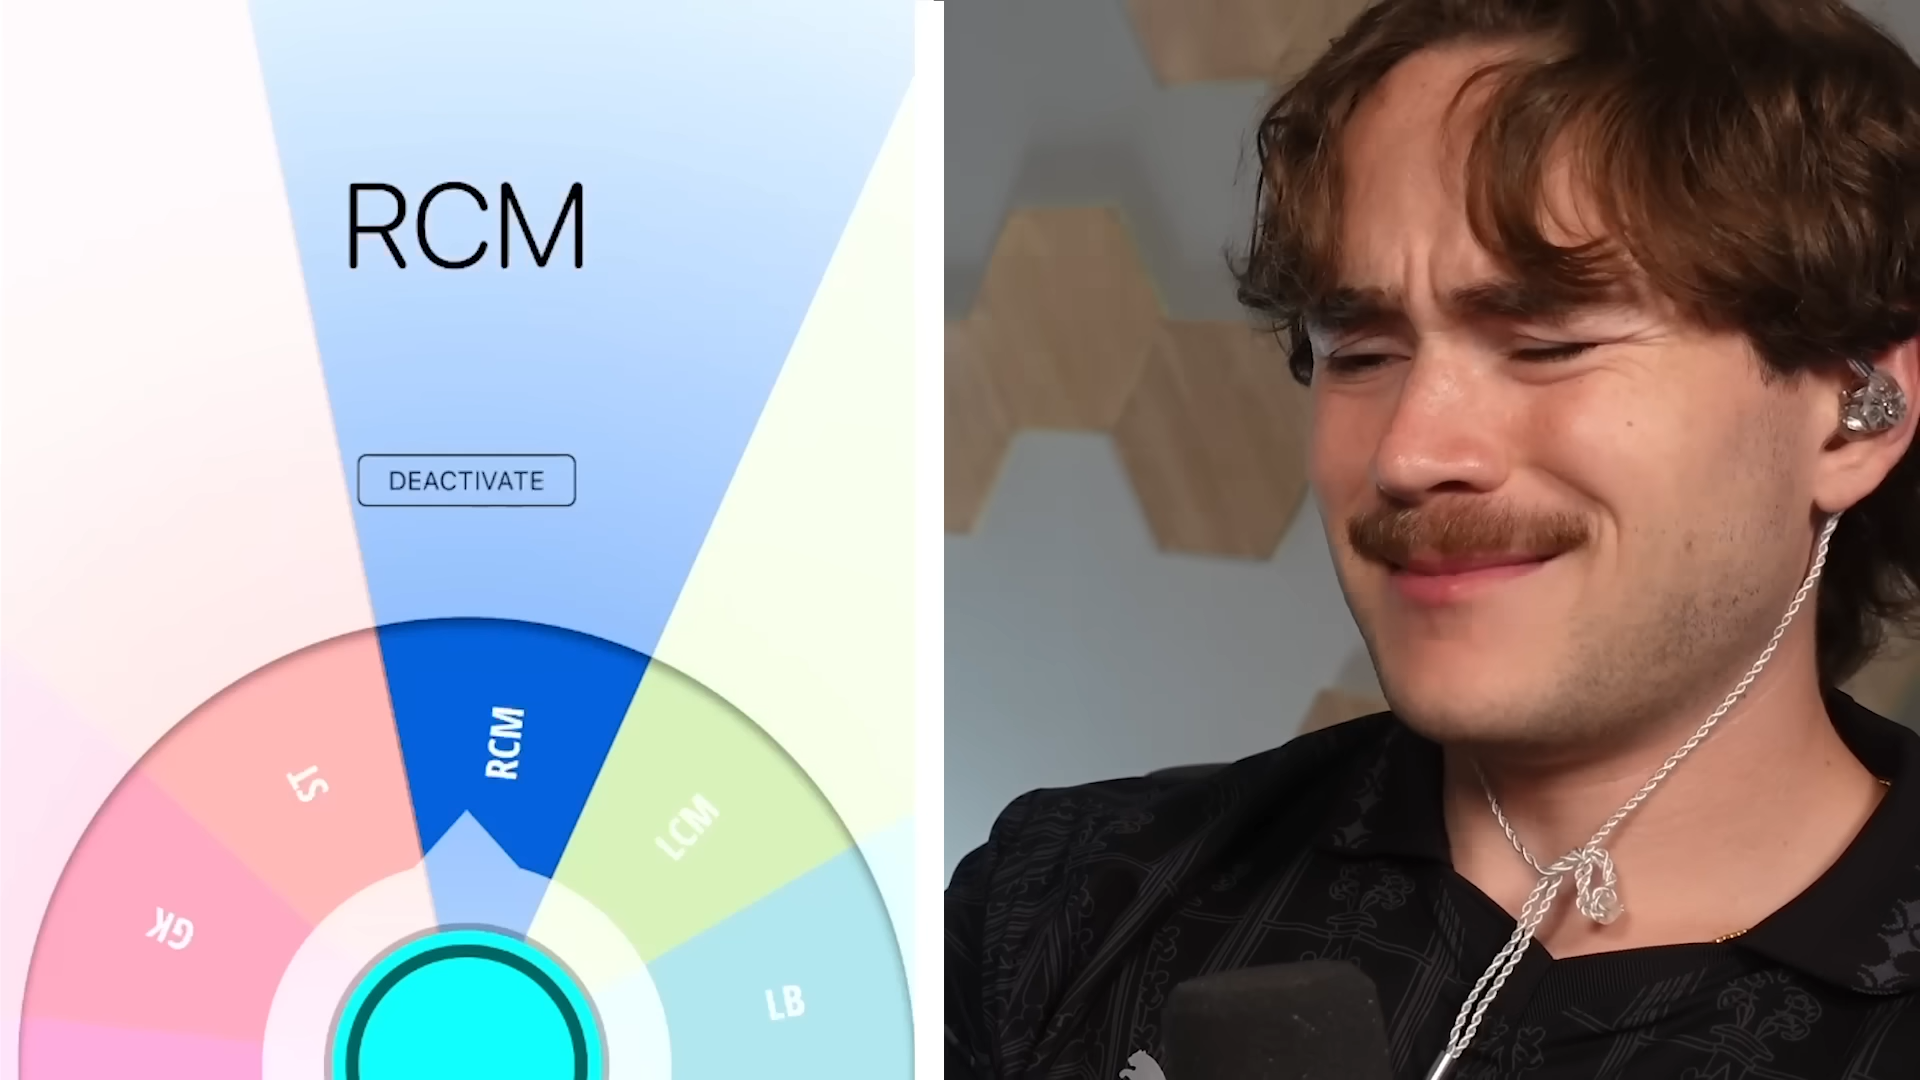 RCM
DEACTIVATE
ST
RCM
LCM
GK
LB